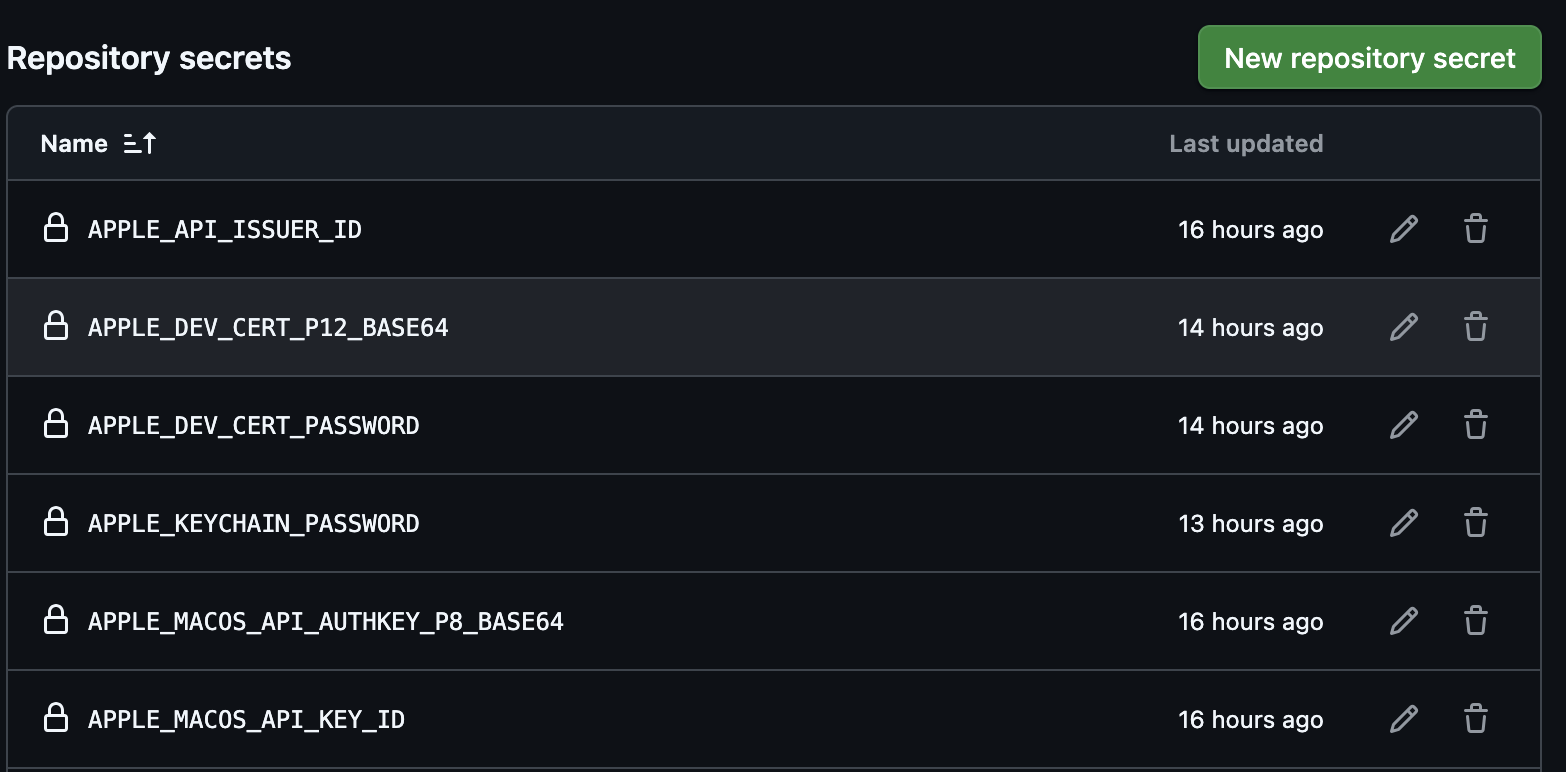 Repository secrets
New repository secret
Name
Last updated
APPLE_API_ISSUER_ID 16 hours ago
APPLE_DEV_CERT_P12_BASE64 14 hours ago
APPLE_DEV_CERT_PASSWORD 14 hours ago
APPLE_KEYCHAIN_PASSWORD 13 hours ago
APPLE_MACOS_API_AUTHKEY_P8_BASE64 16 hours ago
APPLE_MACOS_API_KEY_ID 16 hours ago